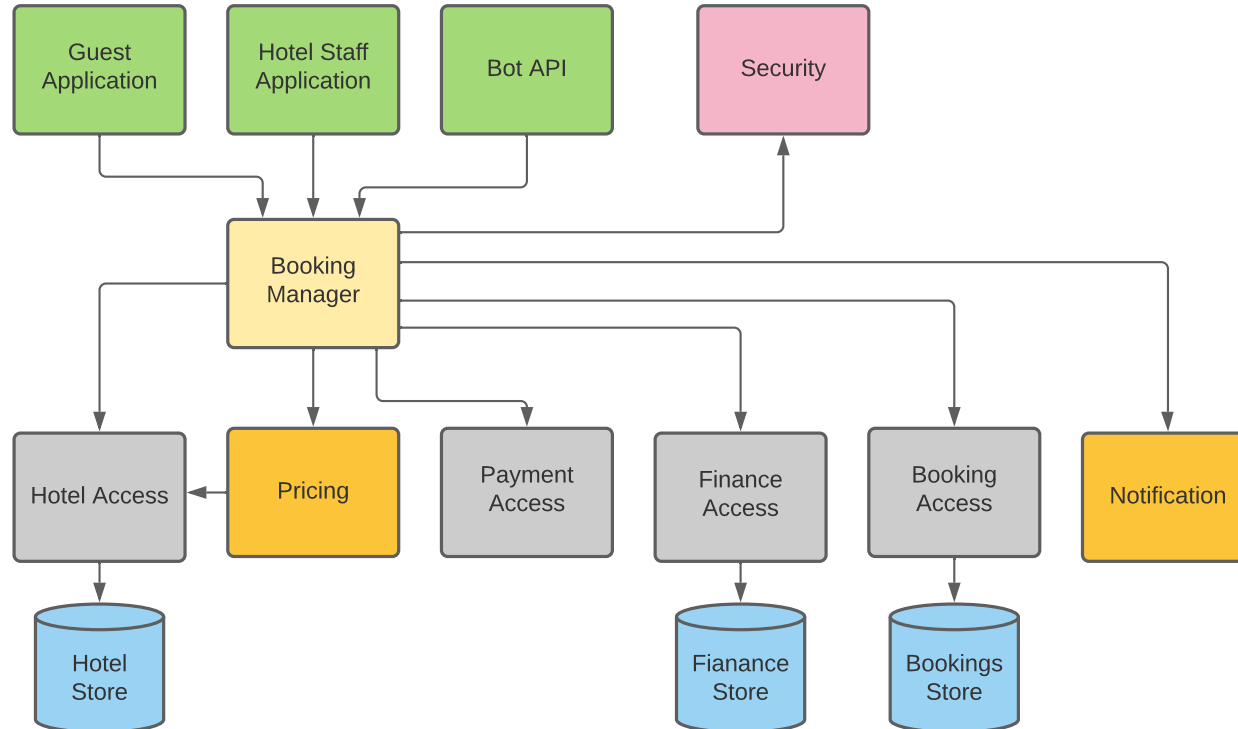 Guest
Application
Hotel Staff
Application
Bot API
Security
Booking
Manager
Hotel Access
Pricing
Payment
Access
Finance
Access
Booking
Access
Notification
Hotel
Store
Fianance
Store
Bookings
Store